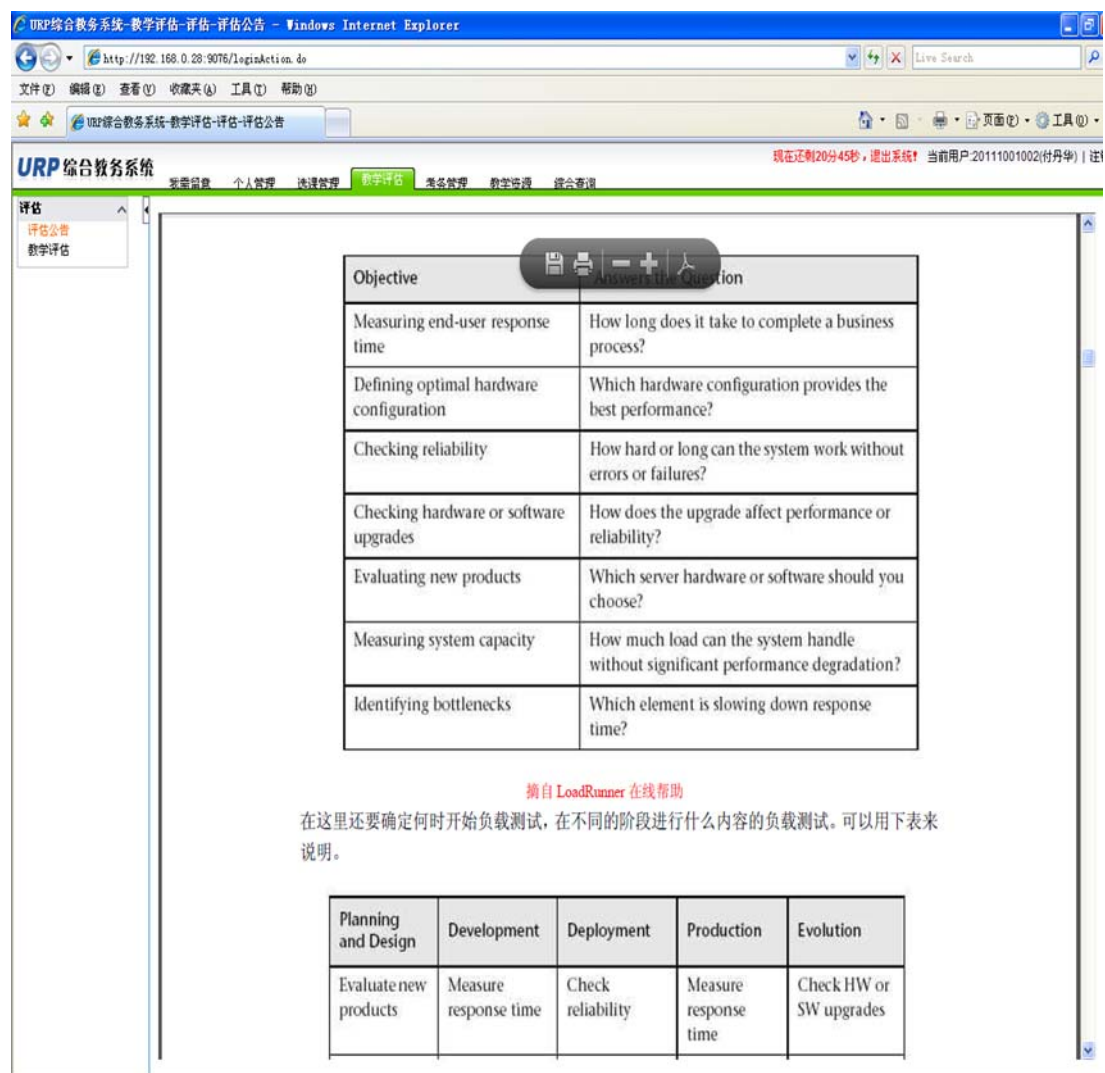 URP综合教务系统-教学评估-评估-评估公告 - Windows Internet Explorer
http://192.168.0.28:9076/loginAction.do
Live Search
文件(F) 编辑(E) 查看(V) 收藏夹(A) 工具(T) 帮助(H)
URP综合教务系统-教学评估-评估-评估公告
页面(P) 工具(O)
现在还剩20分45秒，退出系统! 当前用户:20111001002(付丹华) | 注
URP综合教务系统
我要留言 个人管理 选课管理 教学评估 考务管理 教学资源 综合查询
评估
评估公告
教学评估
Objective
Answers the Question
Measuring end-user response
time
How long does it take to complete a business
process?
Defining optimal hardware
configuration
Which hardware configuration provides the
best performance?
Checking reliability
How hard or long can the system work without
errors or failures?
Checking hardware or software
upgrades
How does the upgrade affect performance or
reliability?
Evaluating new products
Which server hardware or software should you
choose?
Measuring system capacity
How much load can the system handle
without significant performance degradation?
Identifying bottlenecks
Which element is slowing down response
time?
摘自 LoadRunner 在线帮助
在这里还要确定何时开始负载测试，在不同的阶段进行什么内容的负载测试。可以用下表来
说明。
Planning
and Design
Development
Deployment
Production
Evolution
Evaluate new
products
Measure
response time
Check
reliability
Measure
response
time
Check HW or
SW upgrades